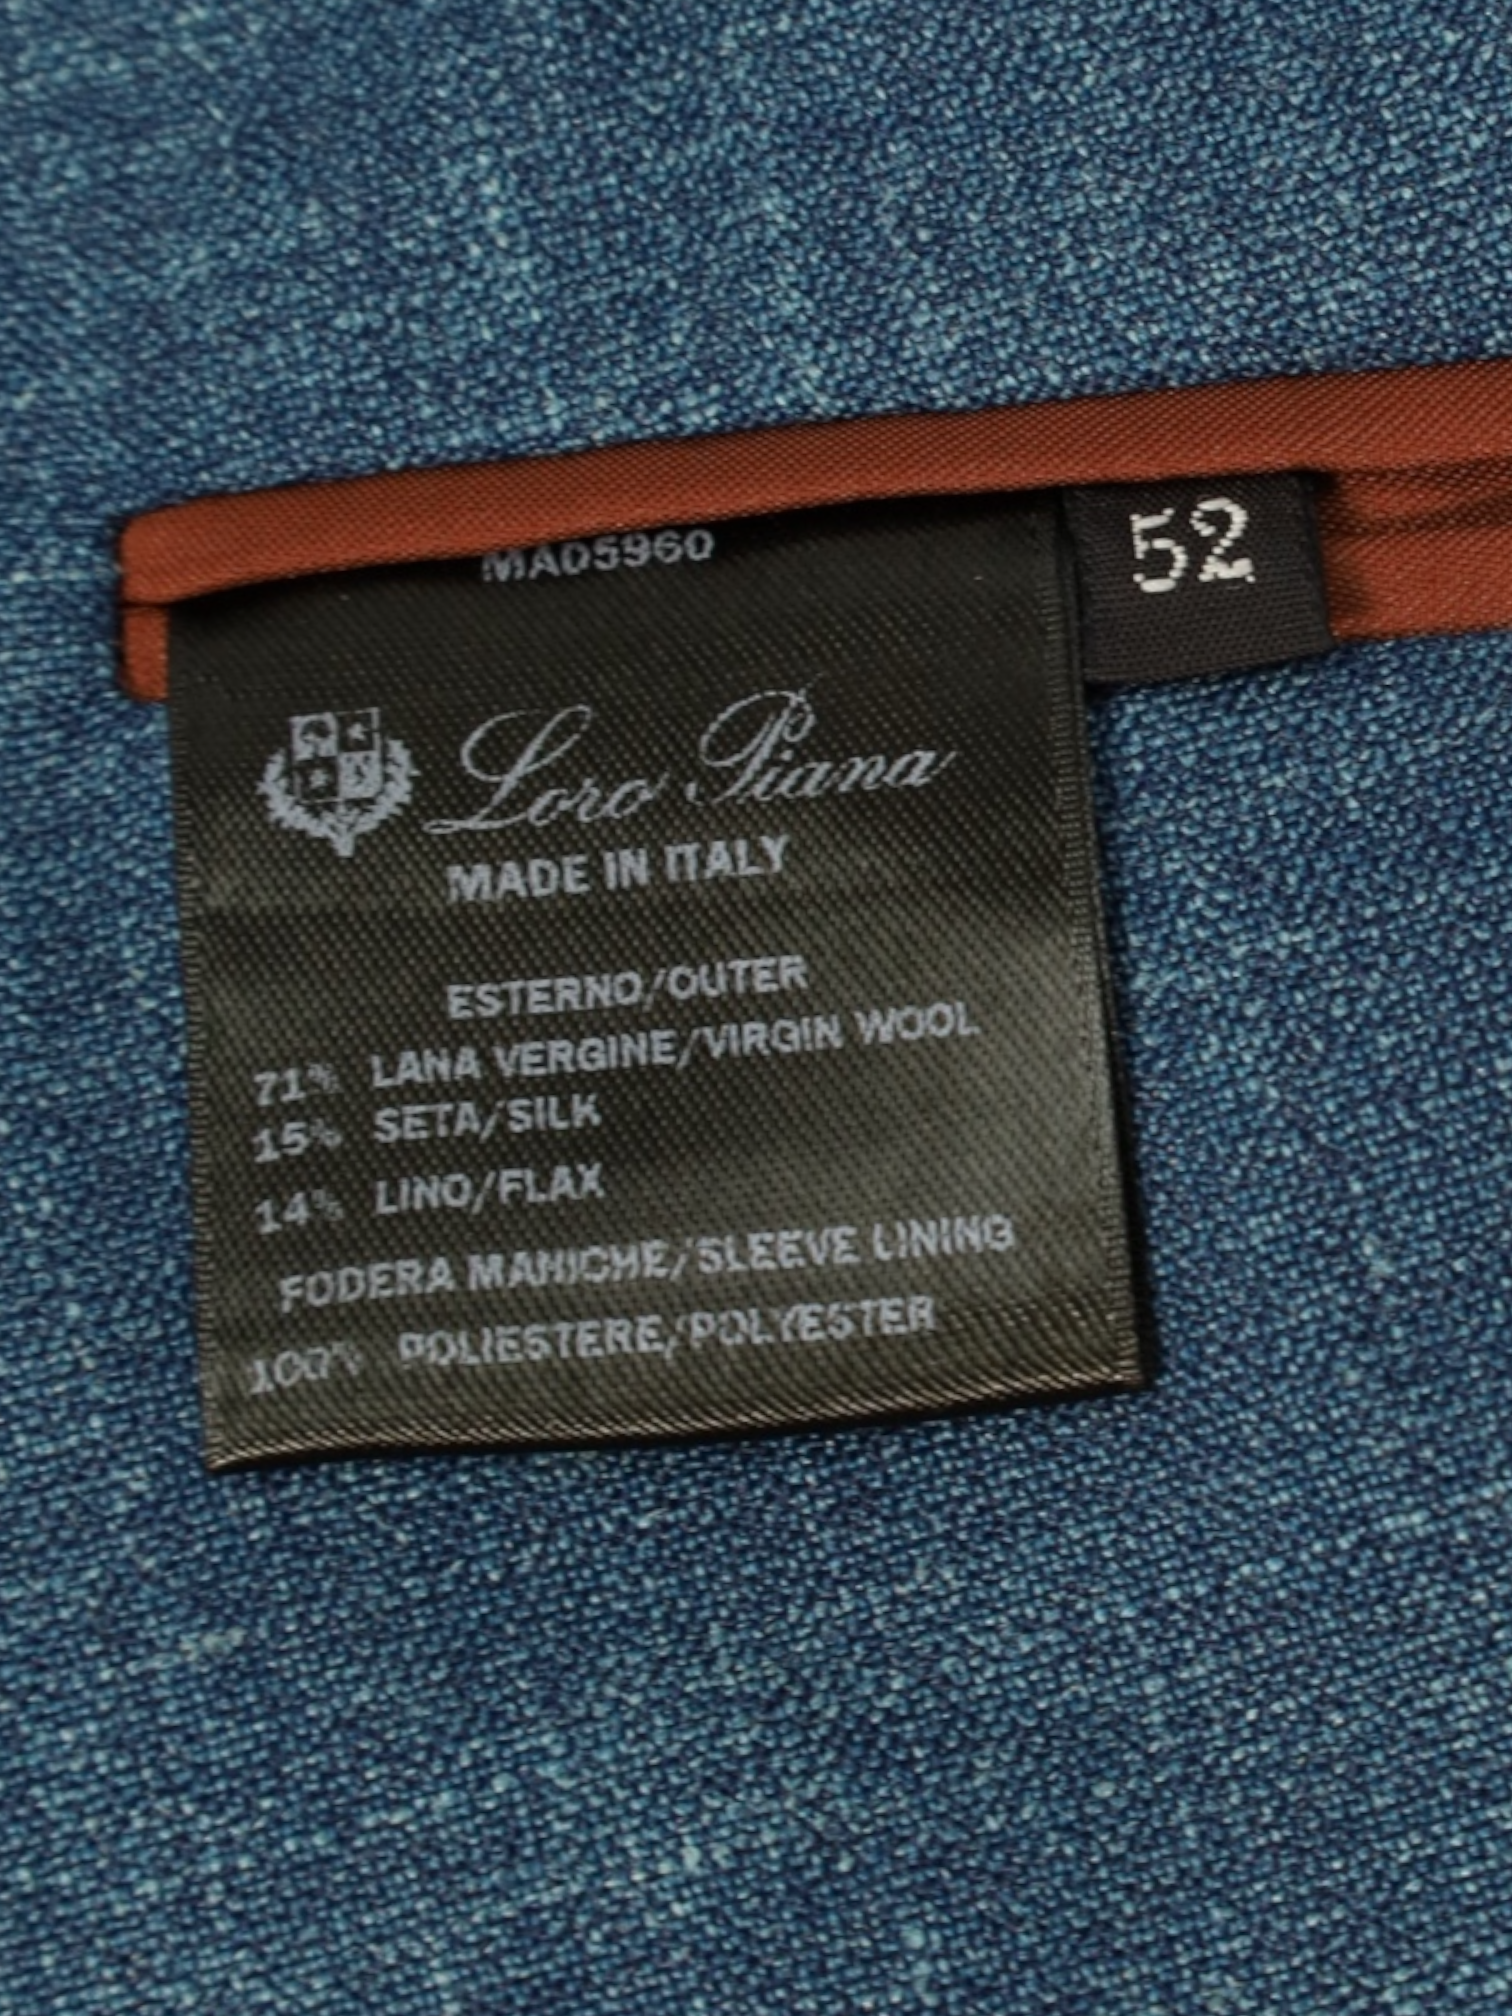 MA05960
52
Loro Piana
MADE IN ITALY
ESTERNO/OUTER
71% LANA VERGINE/VIRGIN WOOL
15% SETA/SILK
14% LINO/FLAX
FODERA MANICHE/SLEEVE LINING
100% POLIESTERE/POLYESTER